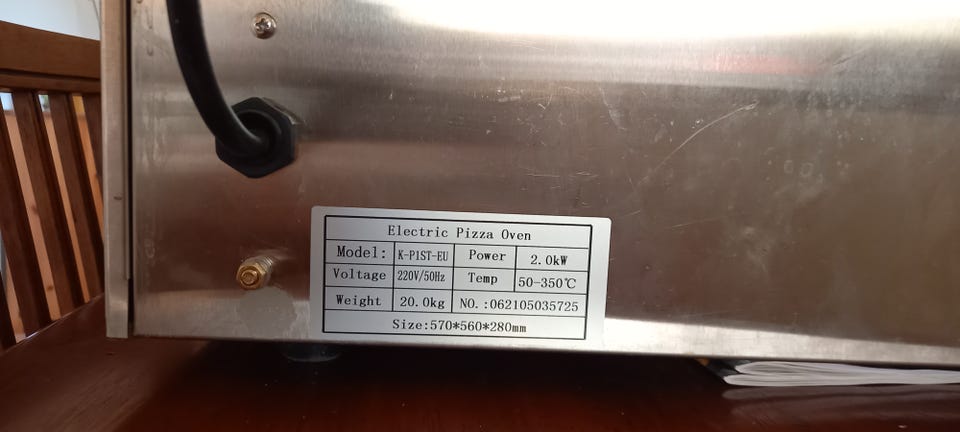 Electric Pizza Oven
Model: K-P1ST-EU Power 2.0kW
Voltage 220V/50Hz Temp 50-350℃
Weight 20.0kg NO.:062105035725
Size:570*560*280mm